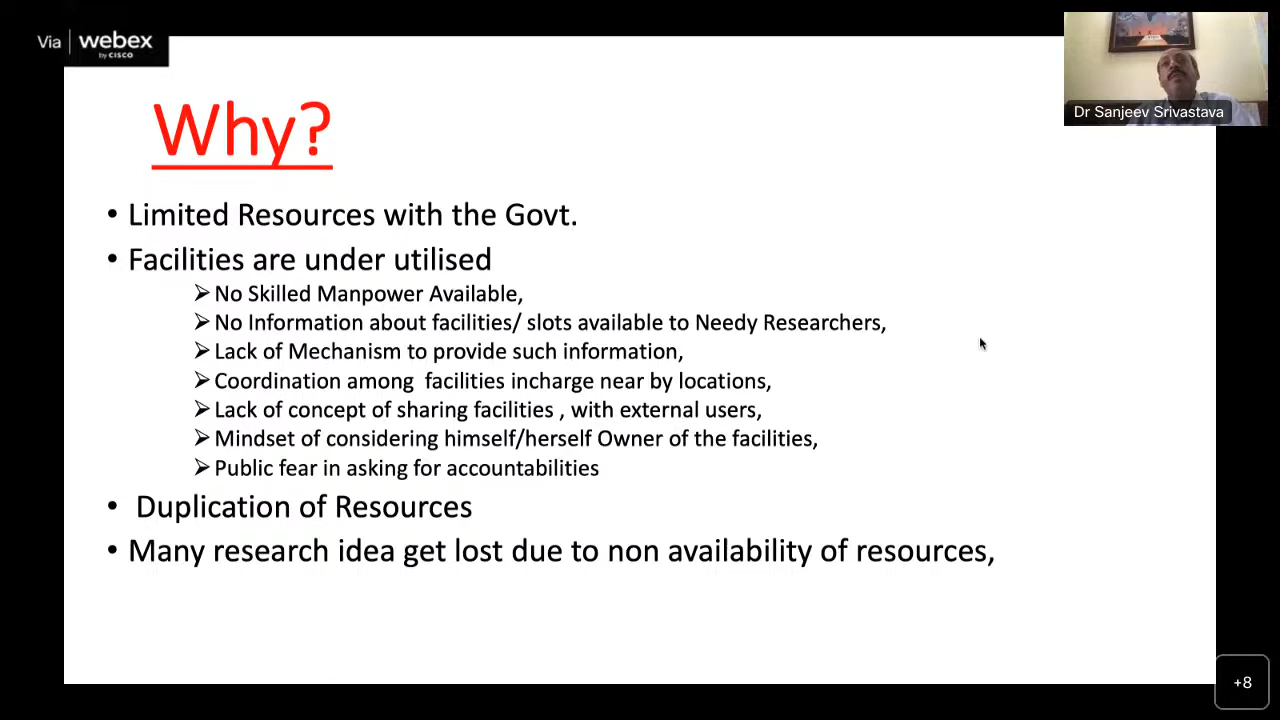 Via webex
by CISCO
Dr Sanjeev Srivastava
Why?
• Limited Resources with the Govt.
• Facilities are under utilised
➢ No Skilled Manpower Available,
➢ No Information about facilities/ slots available to Needy Researchers,
➢ Lack of Mechanism to provide such information,
➢ Coordination among  facilities incharge near by locations,
➢ Lack of concept of sharing facilities , with external users,
➢ Mindset of considering himself/herself Owner of the facilities,
➢ Public fear in asking for accountabilities
• Duplication of Resources
• Many research idea get lost due to non availability of resources,
+8